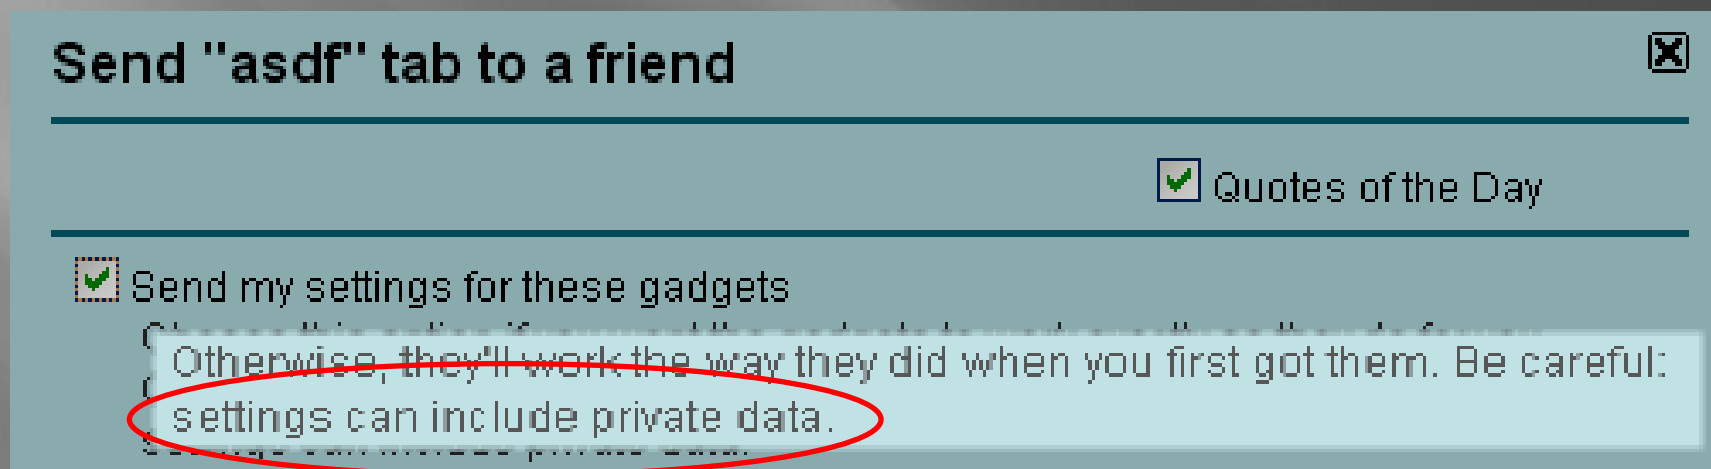 Send "asdf" tab to a friend
Quotes of the Day
Send my settings for these gadgets
Otherwise, they'll work the way they did when you first got them. Be careful:
settings can include private data.